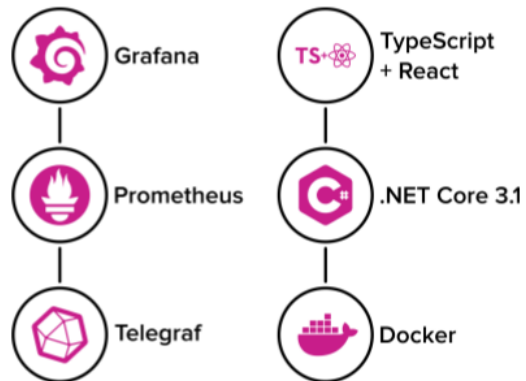 Grafana
Prometheus
Telegraf
TS+
TypeScript
+ React
C#
.NET Core 3.1
Docker